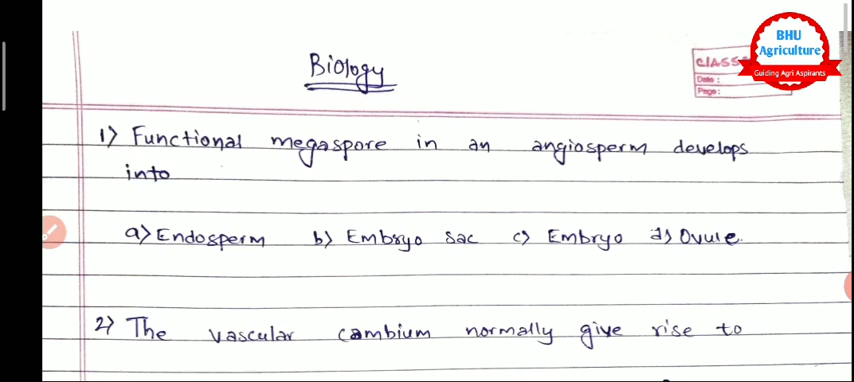 Biology
BHU
Agriculture
Guiding Agri Aspirants
Date :
Page :
1) Functional megaspore in an angiosperm develops
into
a) Endosperm b) Embryo sac c) Embryo d) Ovule.
2) The vascular cambium normally give rise to